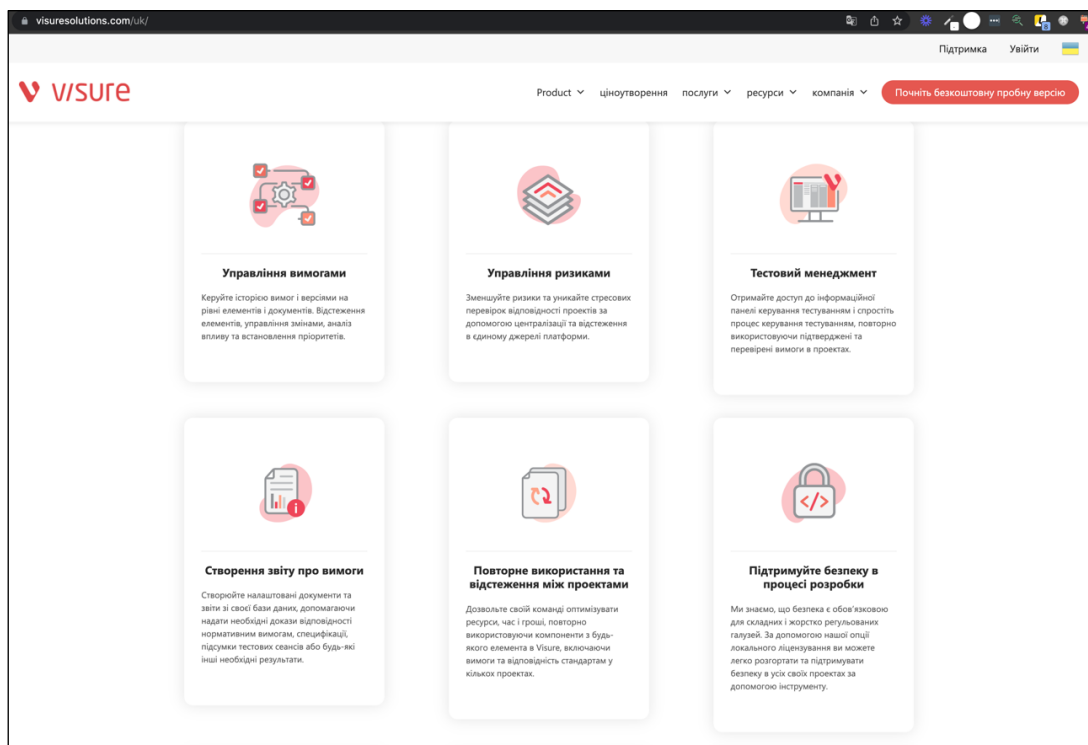 visuresolutions.com/uk/
Підтримка Увійти
visure
Product ціноутворення послуги ресурси компанія Почніть безкоштовну пробну версію
Управління вимогами
Керуйте історією вимог і версіями на
рівні елементів і документів. Відстеження
елементів, управління змінами, аналіз
впливу та встановлення пріоритетів.
Управління ризиками
Зменшуйте ризики та уникайте стресових
перевірок відповідності проектів за
допомогою централізації та відстеження
в єдиному джерелі платформи.
Тестовий менеджмент
Отримайте доступ до інформаційної
панелі керування тестуванням і спростіть
процес керування тестуванням, повторно
використовуючи підтверджені та
перевірені вимоги в проектах.
Створення звіту про вимоги
Створюйте налаштовані документи та
звіти зі своєї бази даних, допомагаючи
надати необхідні докази відповідності
нормативним вимогам, специфікації,
підсумки тестових сеансів або будь-які
інші необхідні результати.
Повторне використання та
відстеження між проектами
Дозвольте своїй команді оптимізувати
ресурси, час і гроші, повторно
використовуючи компоненти з будь-
якого елемента в Visure, включаючи
вимоги та відповідність стандартам у
кількох проектах.
Підтримуйте безпеку в
процесі розробки
Ми знаємо, що безпека є обов'язковою
для складних і жорстко регульованих
галузей. За допомогою нашої опції
локального ліцензування ви можете
легко розгортати та підтримувати
безпеку в усіх своїх проектах за
допомогою інструменту.